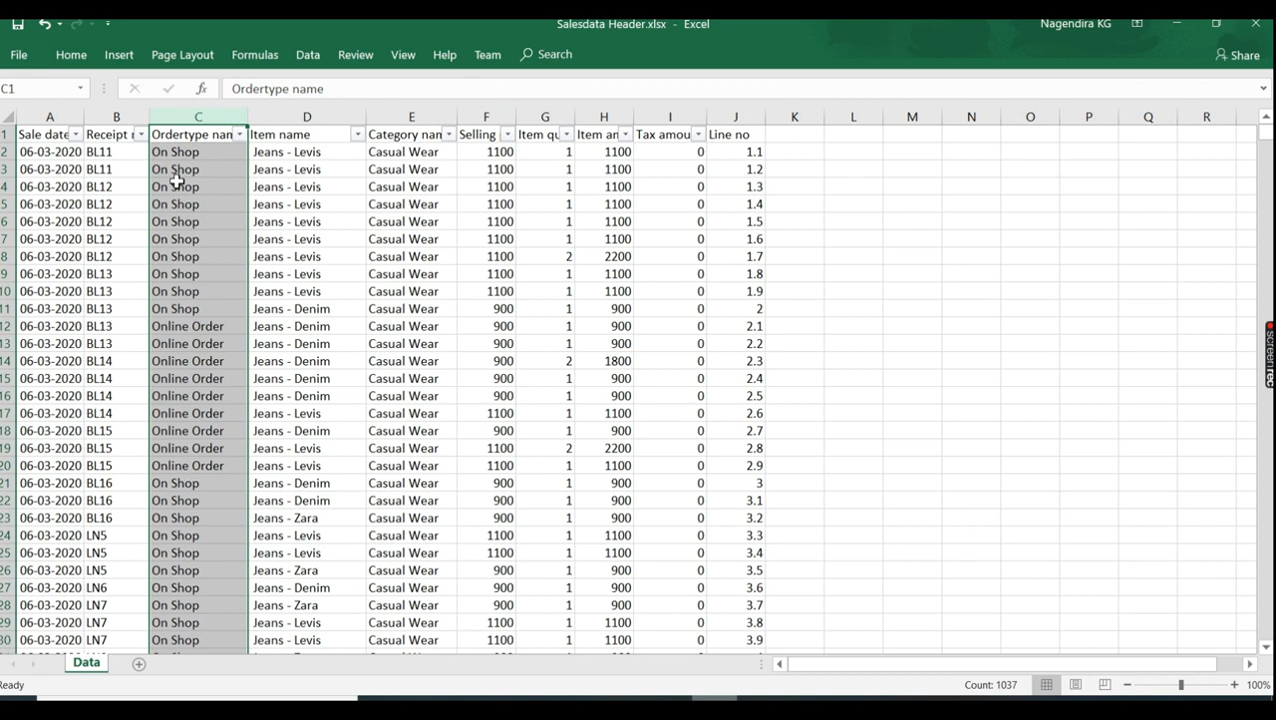 Salesdata Header.xlsx - Excel
Nagendira KG
File Home Insert Page Layout Formulas Data Review View Help Team Search Share
C1 fx Ordertype name
A B C D E F G H I J K L M N O P Q R
1 Sale date Receipt Ordertype nan Item name Category nan Selling Item qu Item an Tax amou Line no
2 06-03-2020 BL11 On Shop Jeans - Levis Casual Wear 1100 1 1100 0 1.1
3 06-03-2020 BL11 On Shop Jeans - Levis Casual Wear 1100 1 1100 0 1.2
4 06-03-2020 BL12 On Shop Jeans - Levis Casual Wear 1100 1 1100 0 1.3
5 06-03-2020 BL12 On Shop Jeans - Levis Casual Wear 1100 1 1100 0 1.4
6 06-03-2020 BL12 On Shop Jeans - Levis Casual Wear 1100 1 1100 0 1.5
7 06-03-2020 BL12 On Shop Jeans - Levis Casual Wear 1100 1 1100 0 1.6
8 06-03-2020 BL12 On Shop Jeans - Levis Casual Wear 1100 2 2200 0 1.7
9 06-03-2020 BL13 On Shop Jeans - Levis Casual Wear 1100 1 1100 0 1.8
10 06-03-2020 BL13 On Shop Jeans - Levis Casual Wear 1100 1 1100 0 1.9
11 06-03-2020 BL13 On Shop Jeans - Denim Casual Wear 900 1 900 0 2
12 06-03-2020 BL13 Online Order Jeans - Denim Casual Wear 900 1 900 0 2.1
13 06-03-2020 BL13 Online Order Jeans - Denim Casual Wear 900 1 900 0 2.2
14 06-03-2020 BL14 Online Order Jeans - Denim Casual Wear 900 2 1800 0 2.3
15 06-03-2020 BL14 Online Order Jeans - Denim Casual Wear 900 1 900 0 2.4
16 06-03-2020 BL14 Online Order Jeans - Denim Casual Wear 900 1 900 0 2.5
17 06-03-2020 BL14 Online Order Jeans - Levis Casual Wear 1100 1 1100 0 2.6
18 06-03-2020 BL15 Online Order Jeans - Denim Casual Wear 900 1 900 0 2.7
19 06-03-2020 BL15 Online Order Jeans - Levis Casual Wear 1100 2 2200 0 2.8
20 06-03-2020 BL15 Online Order Jeans - Levis Casual Wear 1100 1 1100 0 2.9
21 06-03-2020 BL16 On Shop Jeans - Denim Casual Wear 900 1 900 0 3
22 06-03-2020 BL16 On Shop Jeans - Denim Casual Wear 900 1 900 0 3.1
23 06-03-2020 BL16 On Shop Jeans - Zara Casual Wear 900 1 900 0 3.2
24 06-03-2020 LN5 On Shop Jeans - Levis Casual Wear 1100 1 1100 0 3.3
25 06-03-2020 LN5 On Shop Jeans - Levis Casual Wear 1100 1 1100 0 3.4
26 06-03-2020 LN5 On Shop Jeans - Zara Casual Wear 900 1 900 0 3.5
27 06-03-2020 LN6 On Shop Jeans - Denim Casual Wear 900 1 900 0 3.6
28 06-03-2020 LN7 On Shop Jeans - Zara Casual Wear 900 1 900 0 3.7
29 06-03-2020 LN7 On Shop Jeans - Levis Casual Wear 1100 1 1100 0 3.8
30 06-03-2020 LN7 On Shop Jeans - Levis Casual Wear 1100 1 1100 0 3.9
Data
eady Count: 1037 100%
screenrec